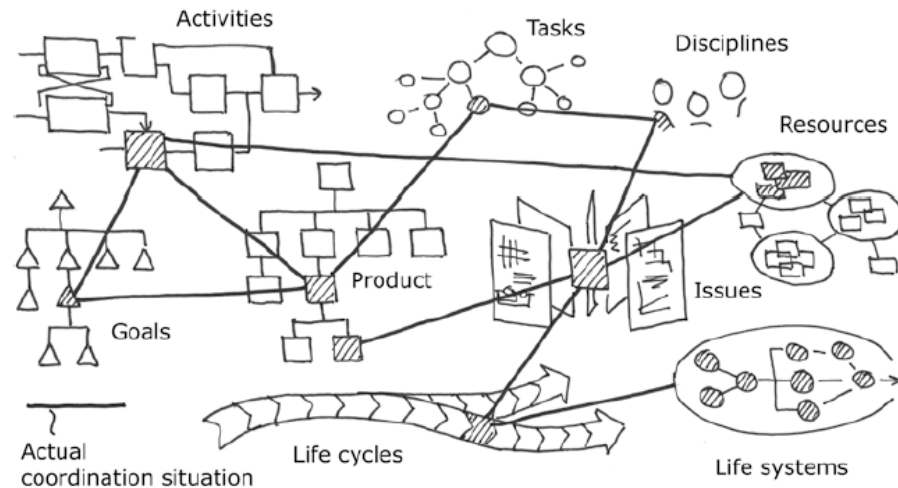 Activities
Tasks
Disciplines
Resources
Product
Issues
Goals
Life cycles
Life systems
Actual
coordination situation